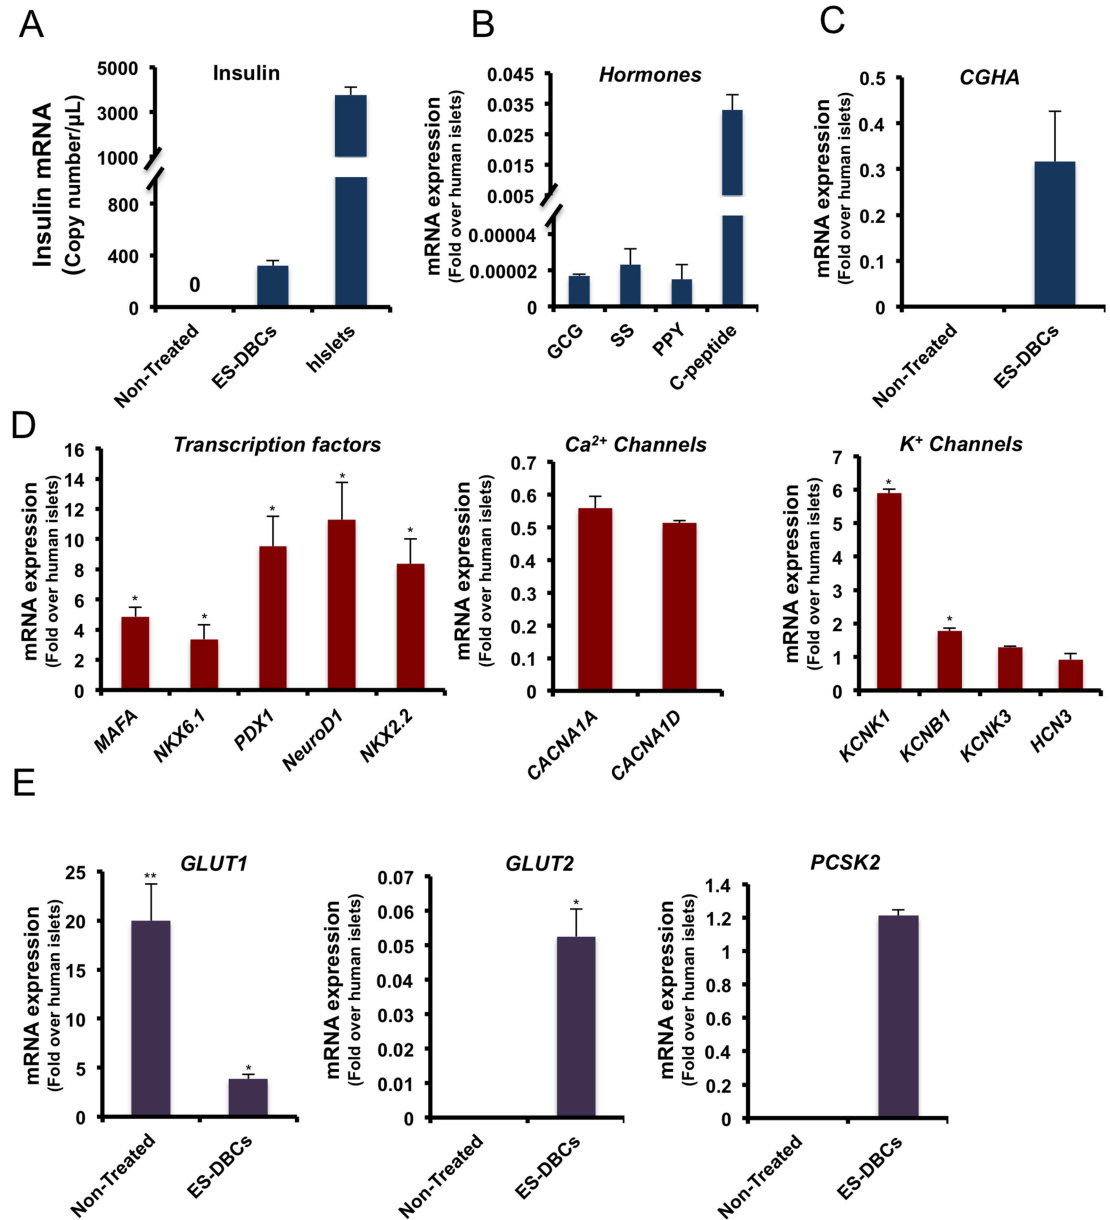 A
Insulin
Insulin mRNA
(Copy number/µL)
5000
3000
1000
800
400
0
0
Non-Treated
ES-DBCs
hIslets
B
Hormones
mRNA expression
(Fold over human islets)
0.045
0.035
0.025
0.015
0.005
0.00004
0.00002
0
GCG
SS
PPY
C-peptide
C
CGHA
mRNA expression
(Fold over human islets)
0.5
0.4
0.3
0.2
0.1
0
Non-Treated
ES-DBCs
D
Transcription factors
mRNA expression
(Fold over human islets)
16
14
12
10
8
6
4
2
0
*
*
*
*
*
MAFA
NKX6.1
PDX1
NeuroD1
NKX2.2
Ca2+ Channels
mRNA expression
(Fold over human islets)
0.7
0.6
0.5
0.4
0.3
0.2
0.1
0
CACNA1A
CACNA1D
K+ Channels
mRNA expression
(Fold over human islets)
7
6
5
4
3
2
1
0
*
*
KCNK1
KCNB1
KCNK3
HCN3
E
GLUT1
mRNA expression
(Fold over human islets)
25
20
15
10
5
0
**
*
Non-Treated
ES-DBCs
GLUT2
mRNA expression
(Fold over human islets)
0.07
0.06
0.05
0.04
0.03
0.02
0.01
0
*
Non-Treated
ES-DBCs
PCSK2
mRNA expression
(Fold over human islets)
1.4
1.2
1
0.8
0.6
0.4
0.2
0
Non-Treated
ES-DBCs